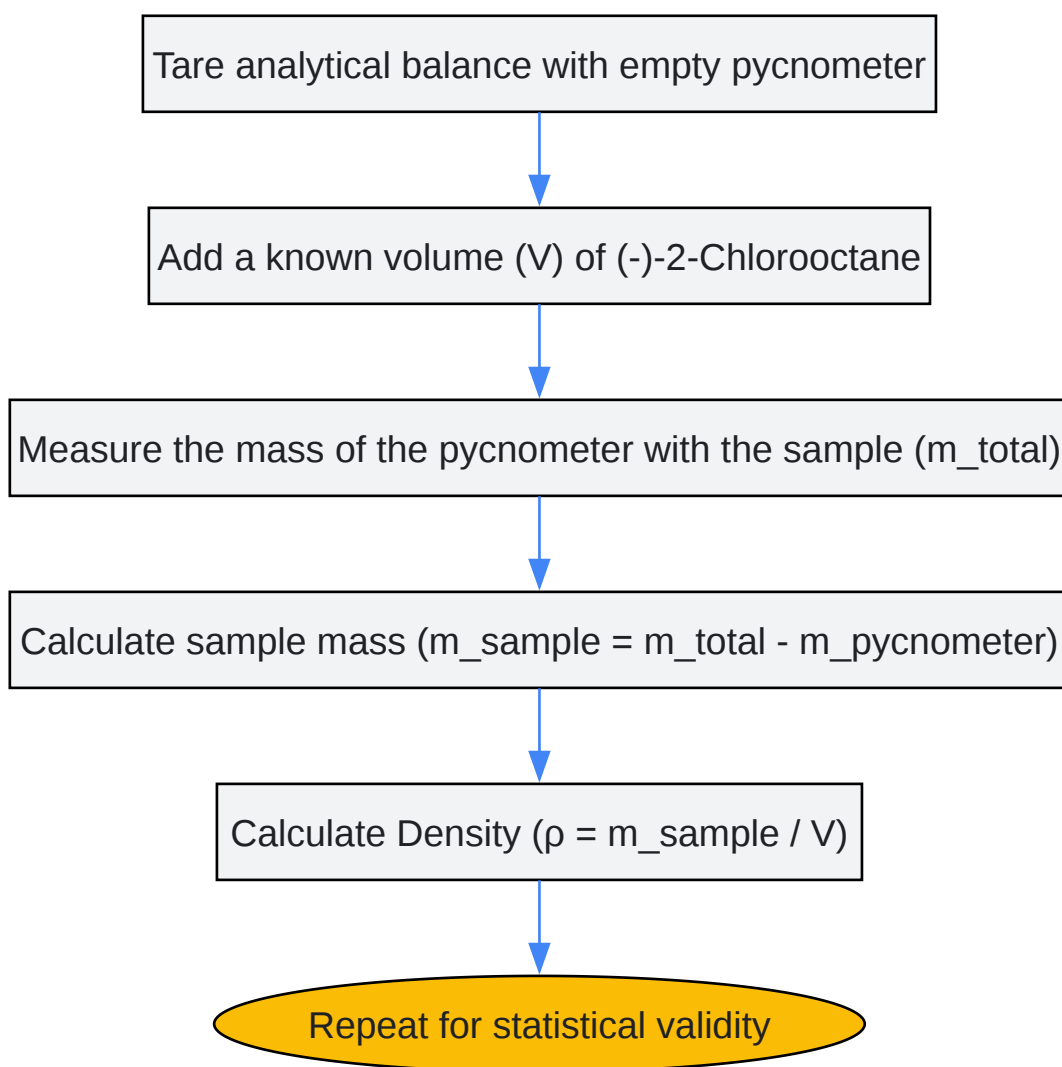 Tare analytical balance with empty pycnometer
Add a known volume (V) of (-)-2-Chlorooctane
Measure the mass of the pycnometer with the sample (m_total)
Calculate sample mass (m_sample = m_total - m_pycnometer)
Calculate Density (ρ = m_sample / V)
Repeat for statistical validity